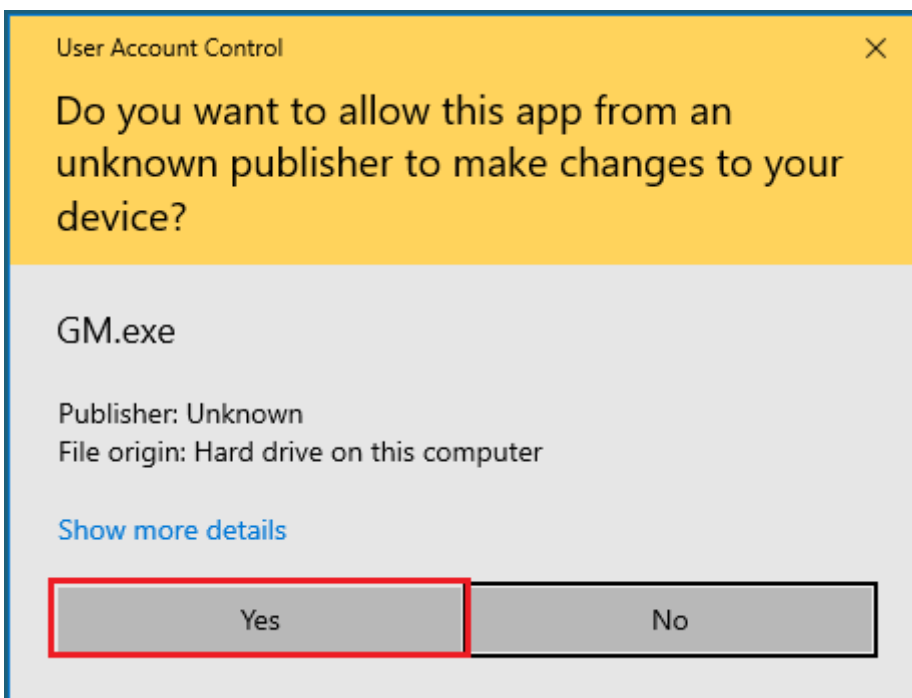 User Account Control
Do you want to allow this app from an
unknown publisher to make changes to your
device?
GM.exe
Publisher: Unknown
File origin: Hard drive on this computer
Show more details
Yes
No